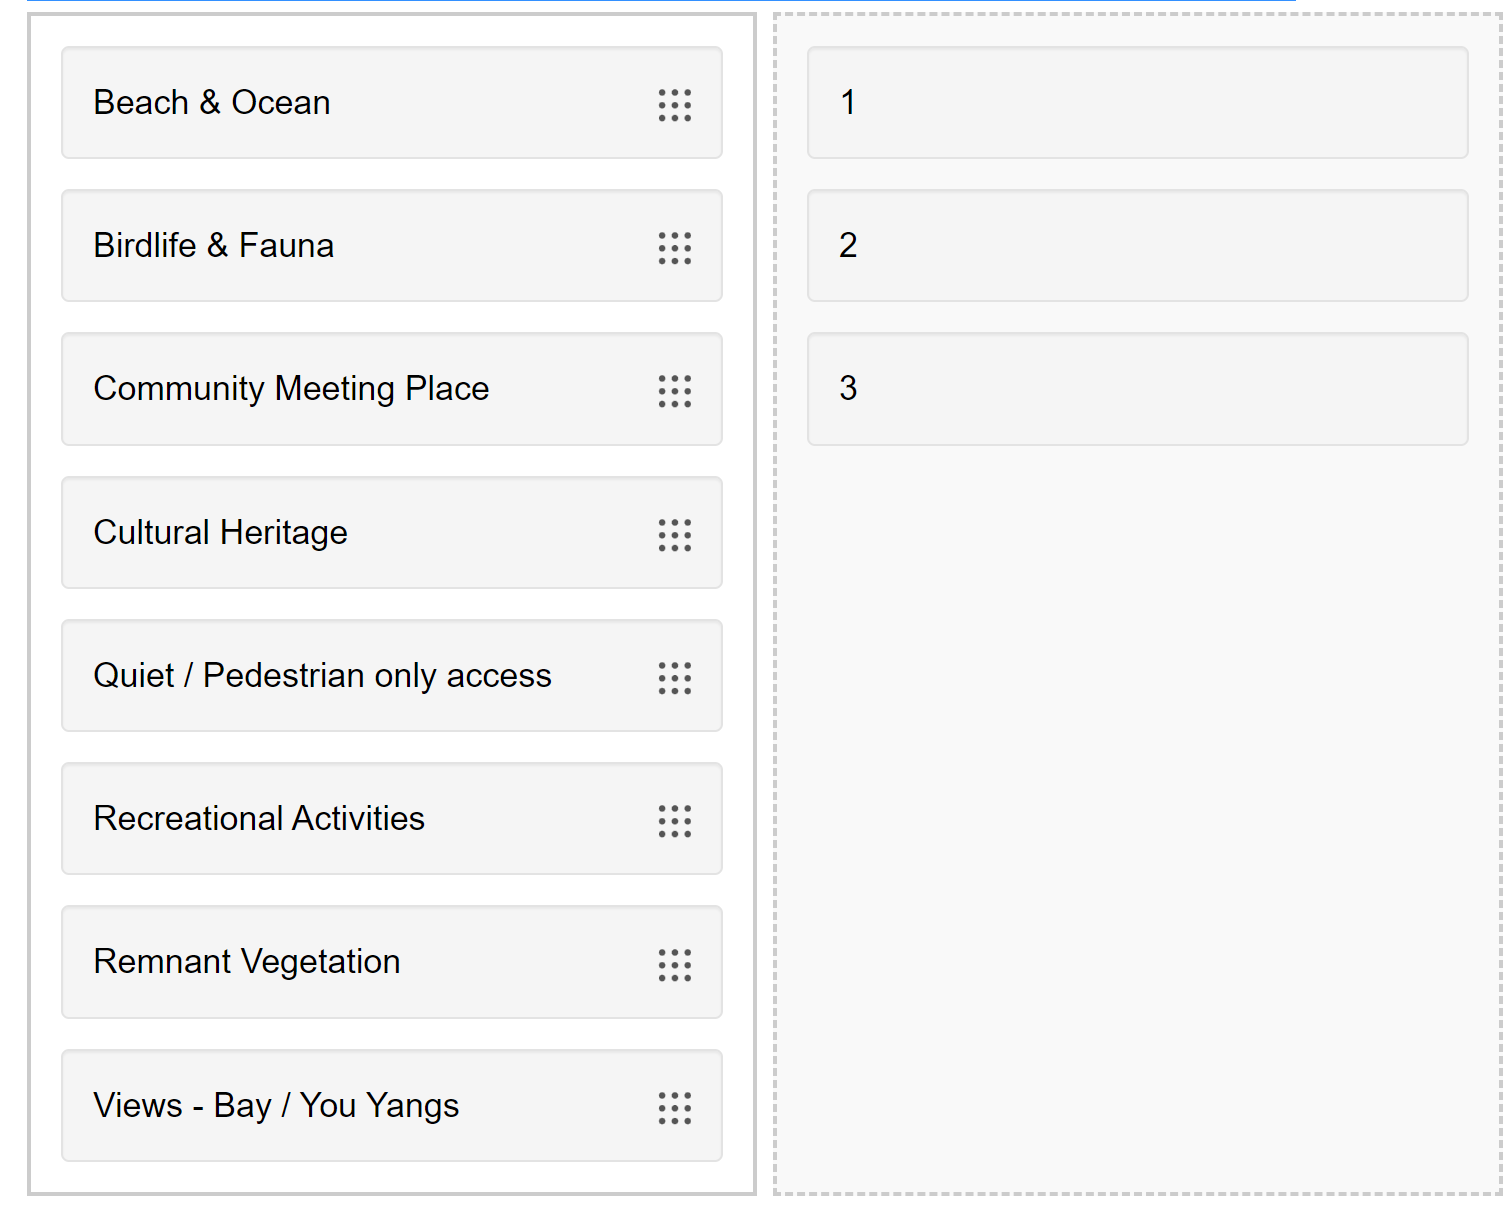 Beach & Ocean
Birdlife & Fauna
Community Meeting Place
Cultural Heritage
Quiet / Pedestrian only access
Recreational Activities
Remnant Vegetation
Views - Bay / You Yangs
1
2
3